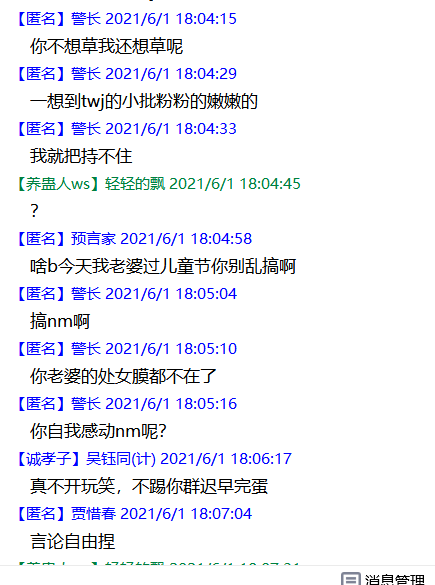 【匿名】警长 2021/6/1 18:04:15
你不想草我还想草呢
【匿名】警长 2021/6/1 18:04:29
一想到twj的小批粉粉的嫩嫩的
【匿名】警长 2021/6/1 18:04:33
我就把持不住
【养蛊人ws】轻轻的飘 2021/6/1 18:04:45
？
【匿名】预言家 2021/6/1 18:04:58
啥b今天我老婆过儿童节你别乱搞啊
【匿名】警长 2021/6/1 18:05:04
搞nm啊
【匿名】警长 2021/6/1 18:05:10
你老婆的处女膜都不在了
【匿名】警长 2021/6/1 18:05:16
你自我感动nm呢？
【诚孝子】吴钰同(计) 2021/6/1 18:06:17
真不开玩笑，不踢你群迟早完蛋
【匿名】贾惜春 2021/6/1 18:07:04
言论自由捏
消息管理